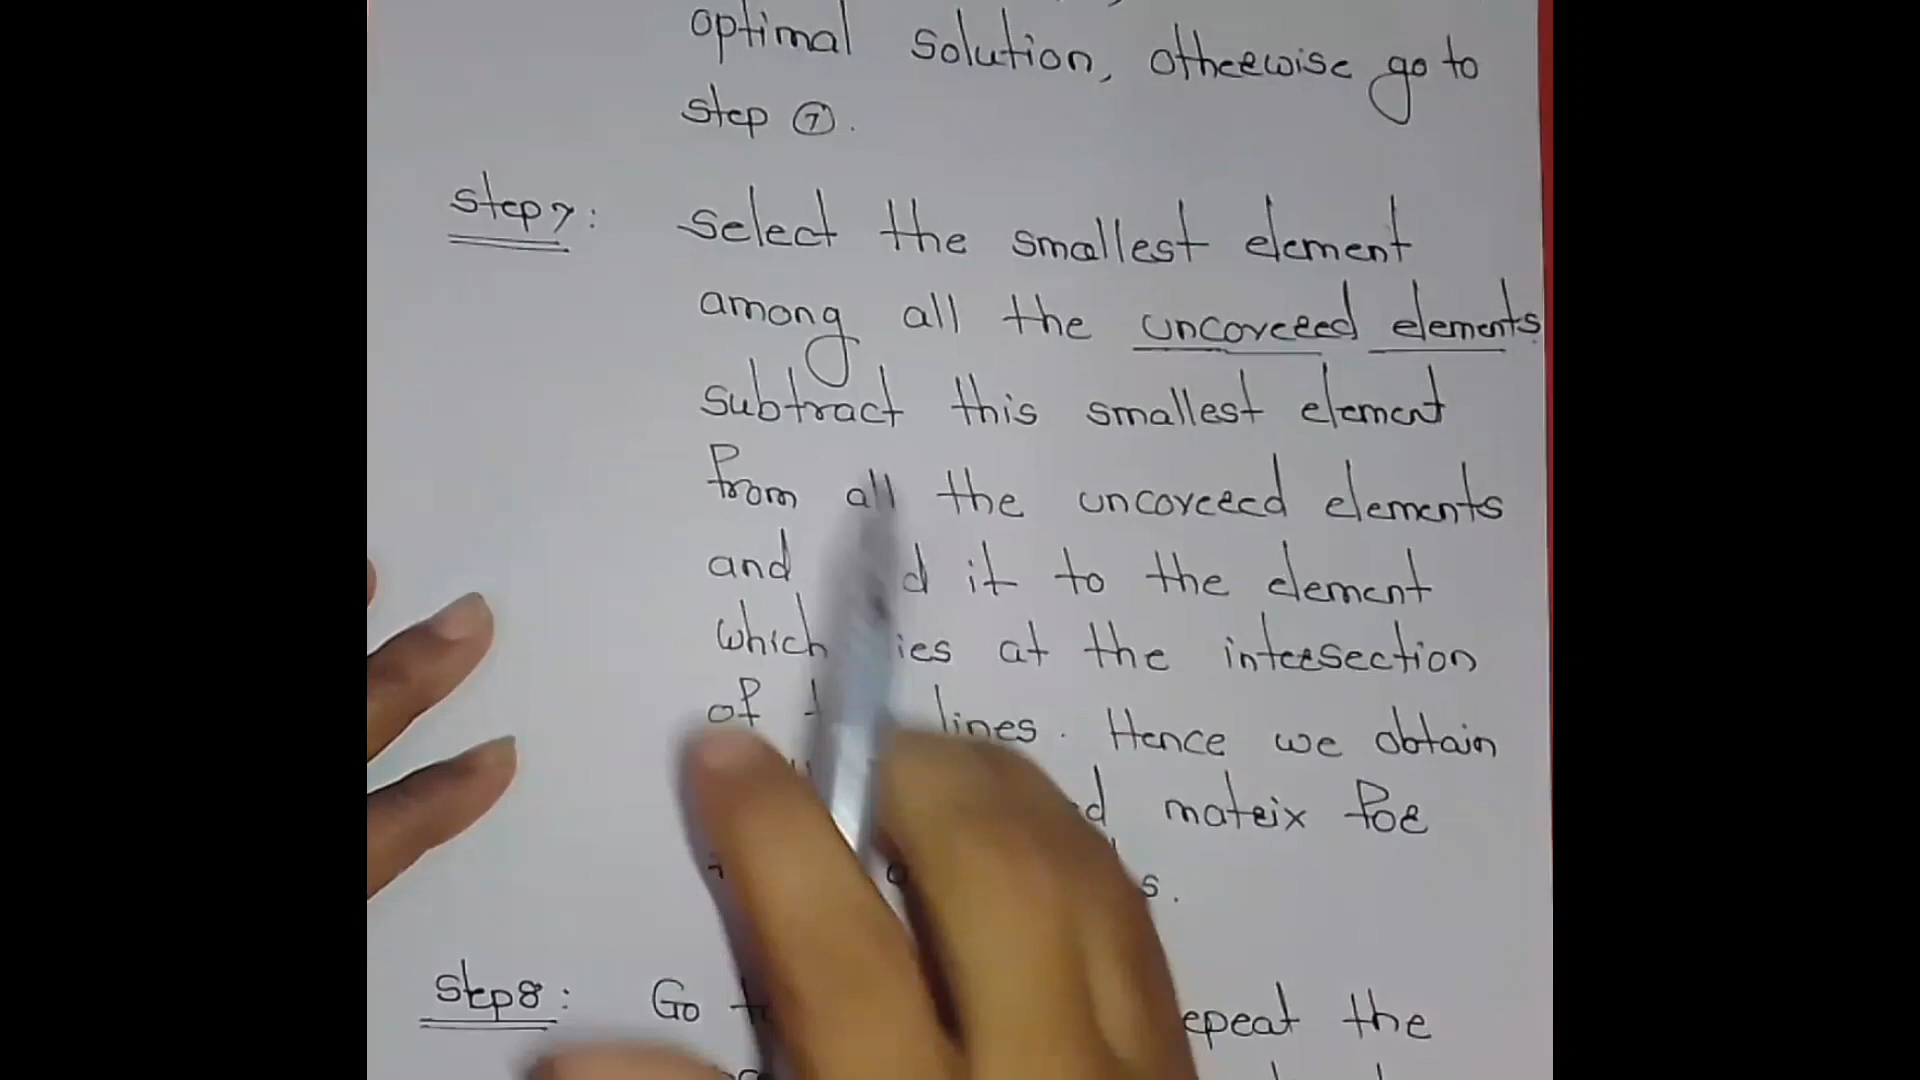 optimal solution, otherwise go to
step ⑦.
step 7: select the smallest element
among all the uncovered elements.
subtract this smallest element
from all the uncovered elements
and it to the element
which at the intersection
of lines. Hence we obtain
matrix for
step 8: Go the